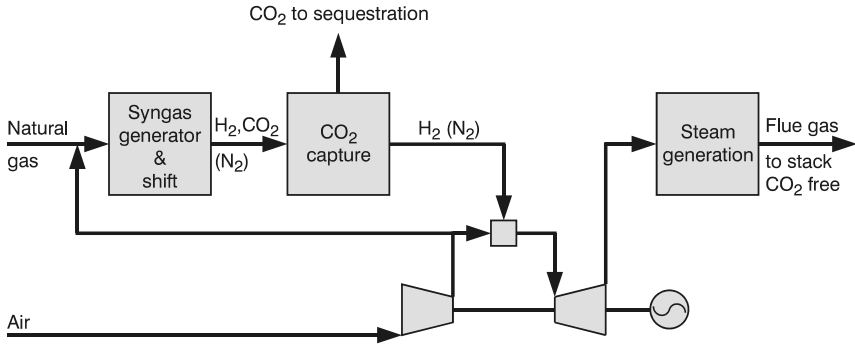 CO2 to sequestration
Natural
gas
Syngas
generator
&
shift
H2,CO2
(N2)
CO2
capture
H2 (N2)
Steam
generation
Flue gas
to stack
CO2 free
Air